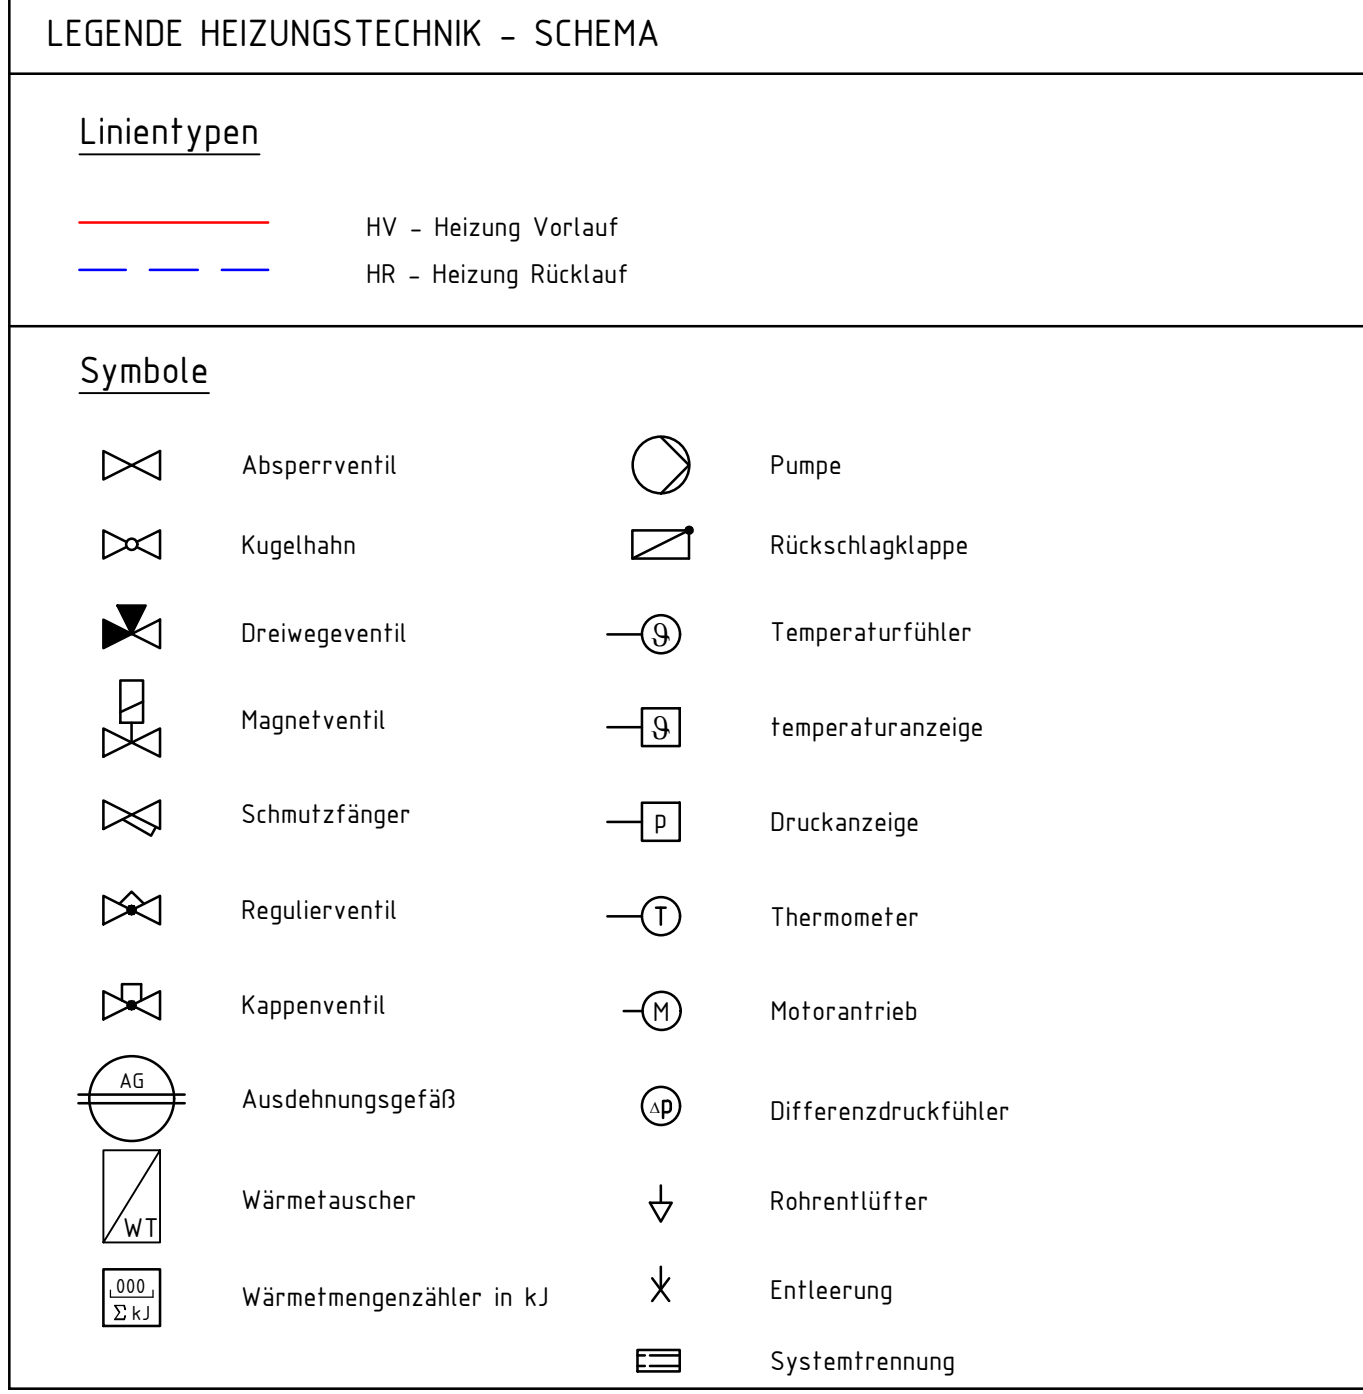 LEGENDE HEIZUNGSTECHNIK - SCHEMA
Linientypen
HV - Heizung Vorlauf
HR - Heizung Rücklauf
Symbole
Absperrventil
Kugelhahn
Dreiwegeventil
Magnetventil
Schmutzfänger
Regulierventil
Kappenventil
AG
Ausdehnungsgefäß
WT
Wärmetauscher
000
Σ kJ
Wärmetmengenzähler in kJ
Pumpe
Rückschlagklappe
ϑ
Temperaturfühler
ϑ
temperaturanzeige
p
Druckanzeige
T
Thermometer
M
Motorantrieb
Δp
Differenzdruckfühler
Rohrentlüfter
Entleerung
Systemtrennung